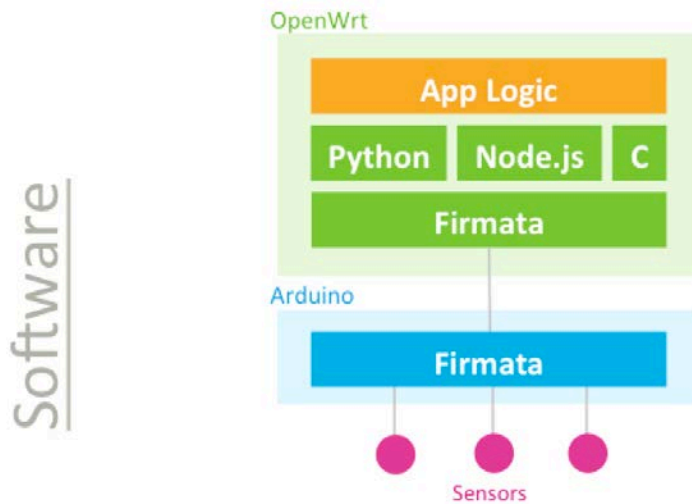 Software
OpenWrt
App Logic
Python Node.js C
Firmata
Arduino
Firmata
Sensors